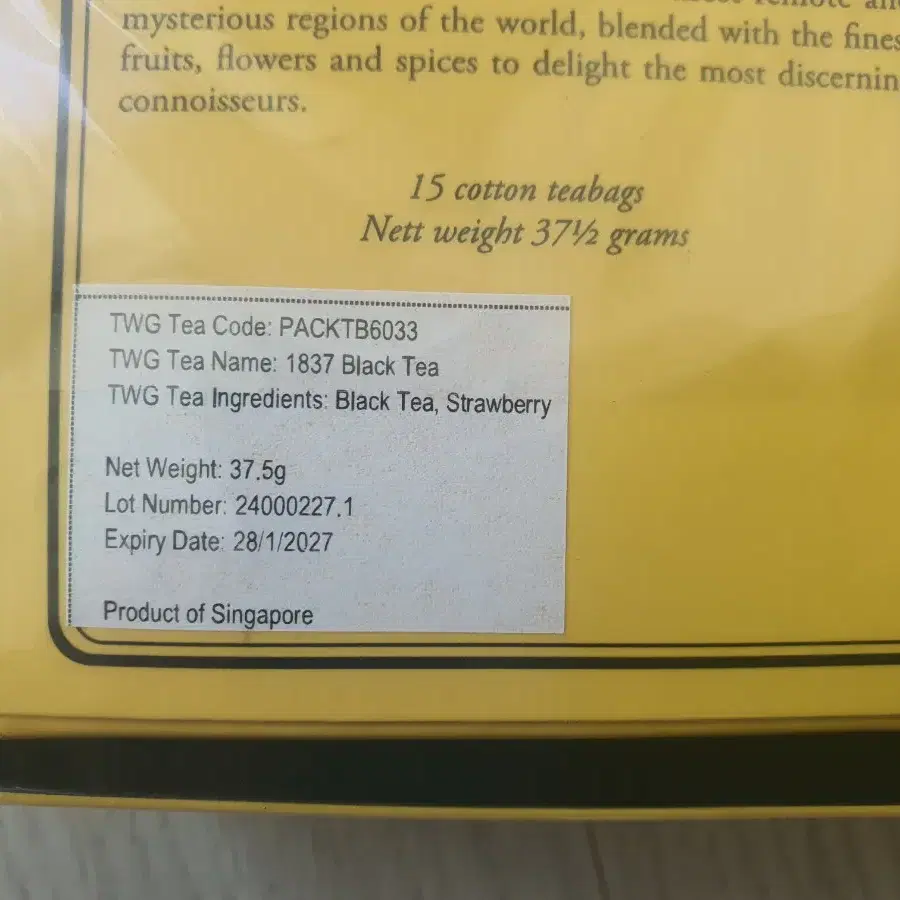 mysterious regions of the world, blended with the
fruits, flowers and spices to delight the most
connoisseurs.
15 cotton teabags
Nett weight 37½ grams
TWG Tea Code: PACKTB6033
TWG Tea Name: 1837 Black Tea
TWG Tea Ingredients: Black Tea, Strawberry
Net Weight: 37.5g
Lot Number: 24000227.1
Expiry Date: 28/1/2027
Product of Singapore